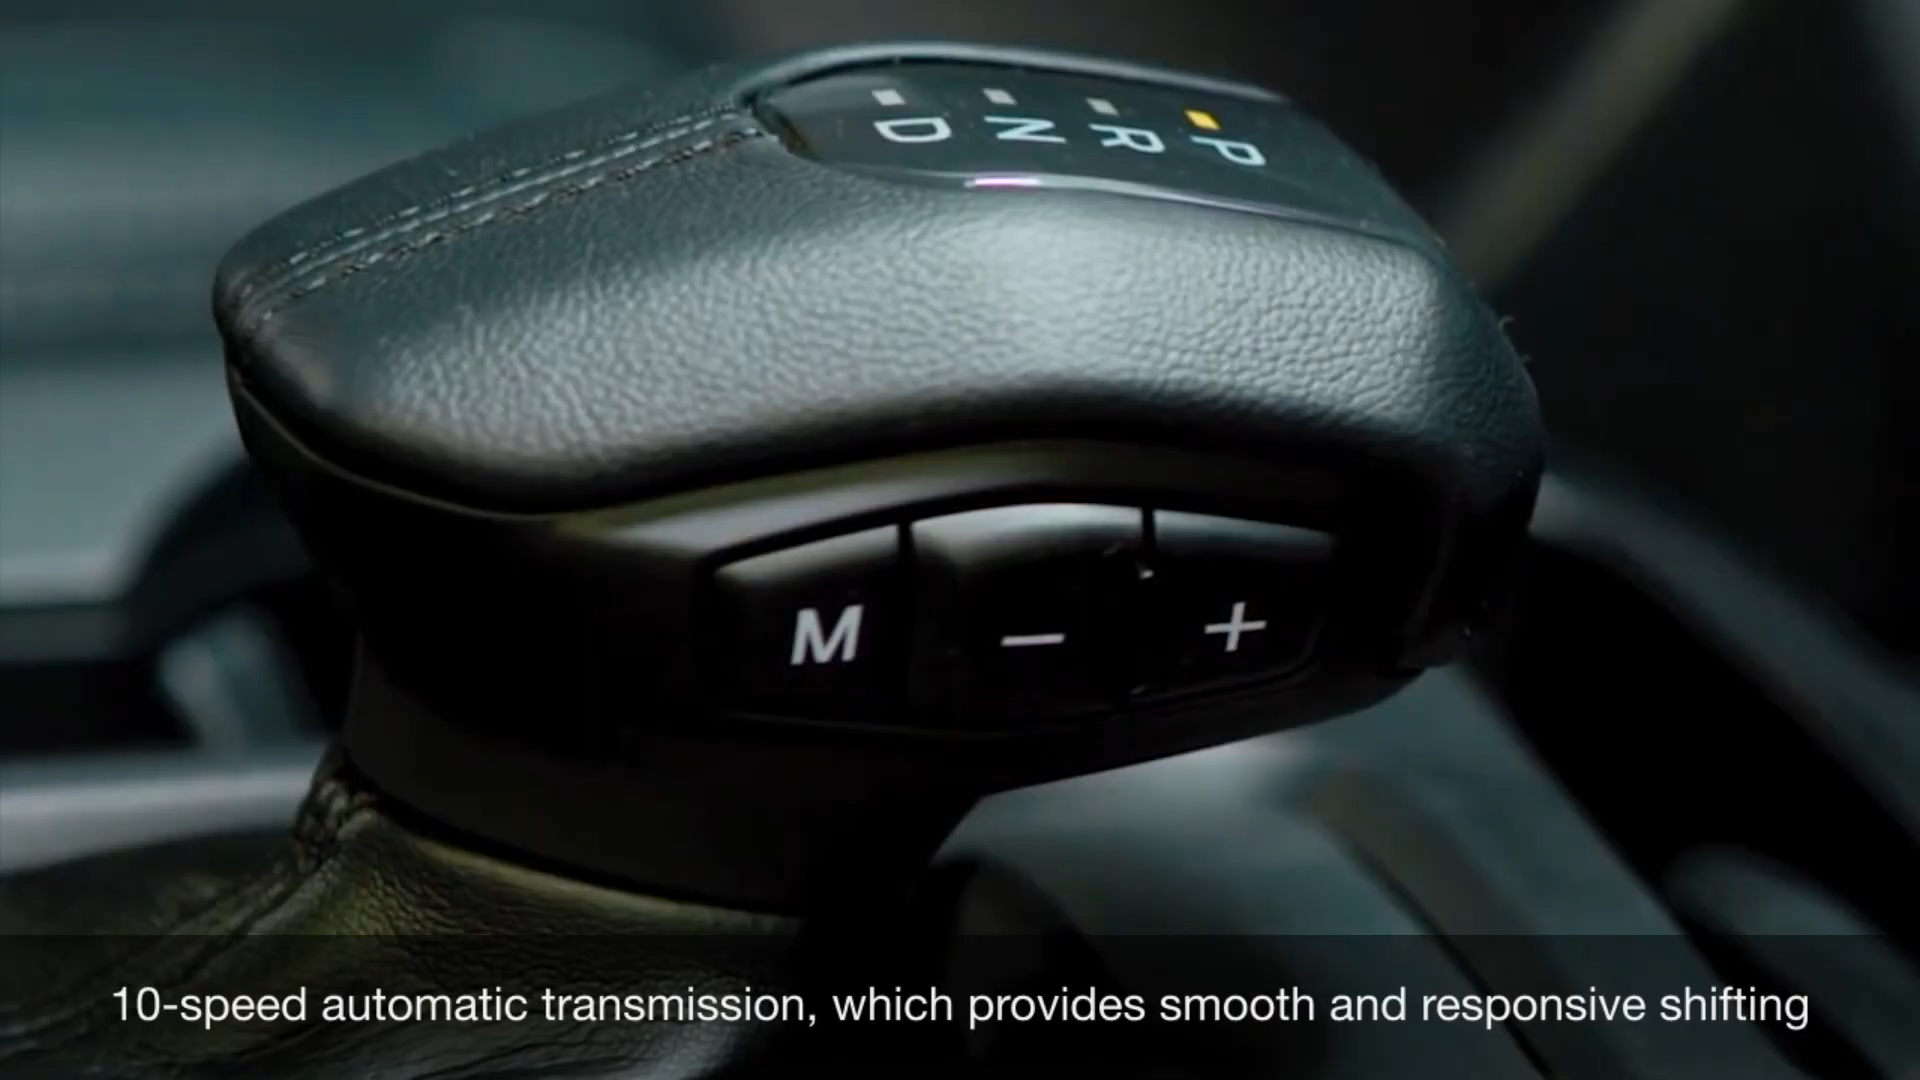 D N R P
M − +
10-speed automatic transmission, which provides smooth and responsive shifting